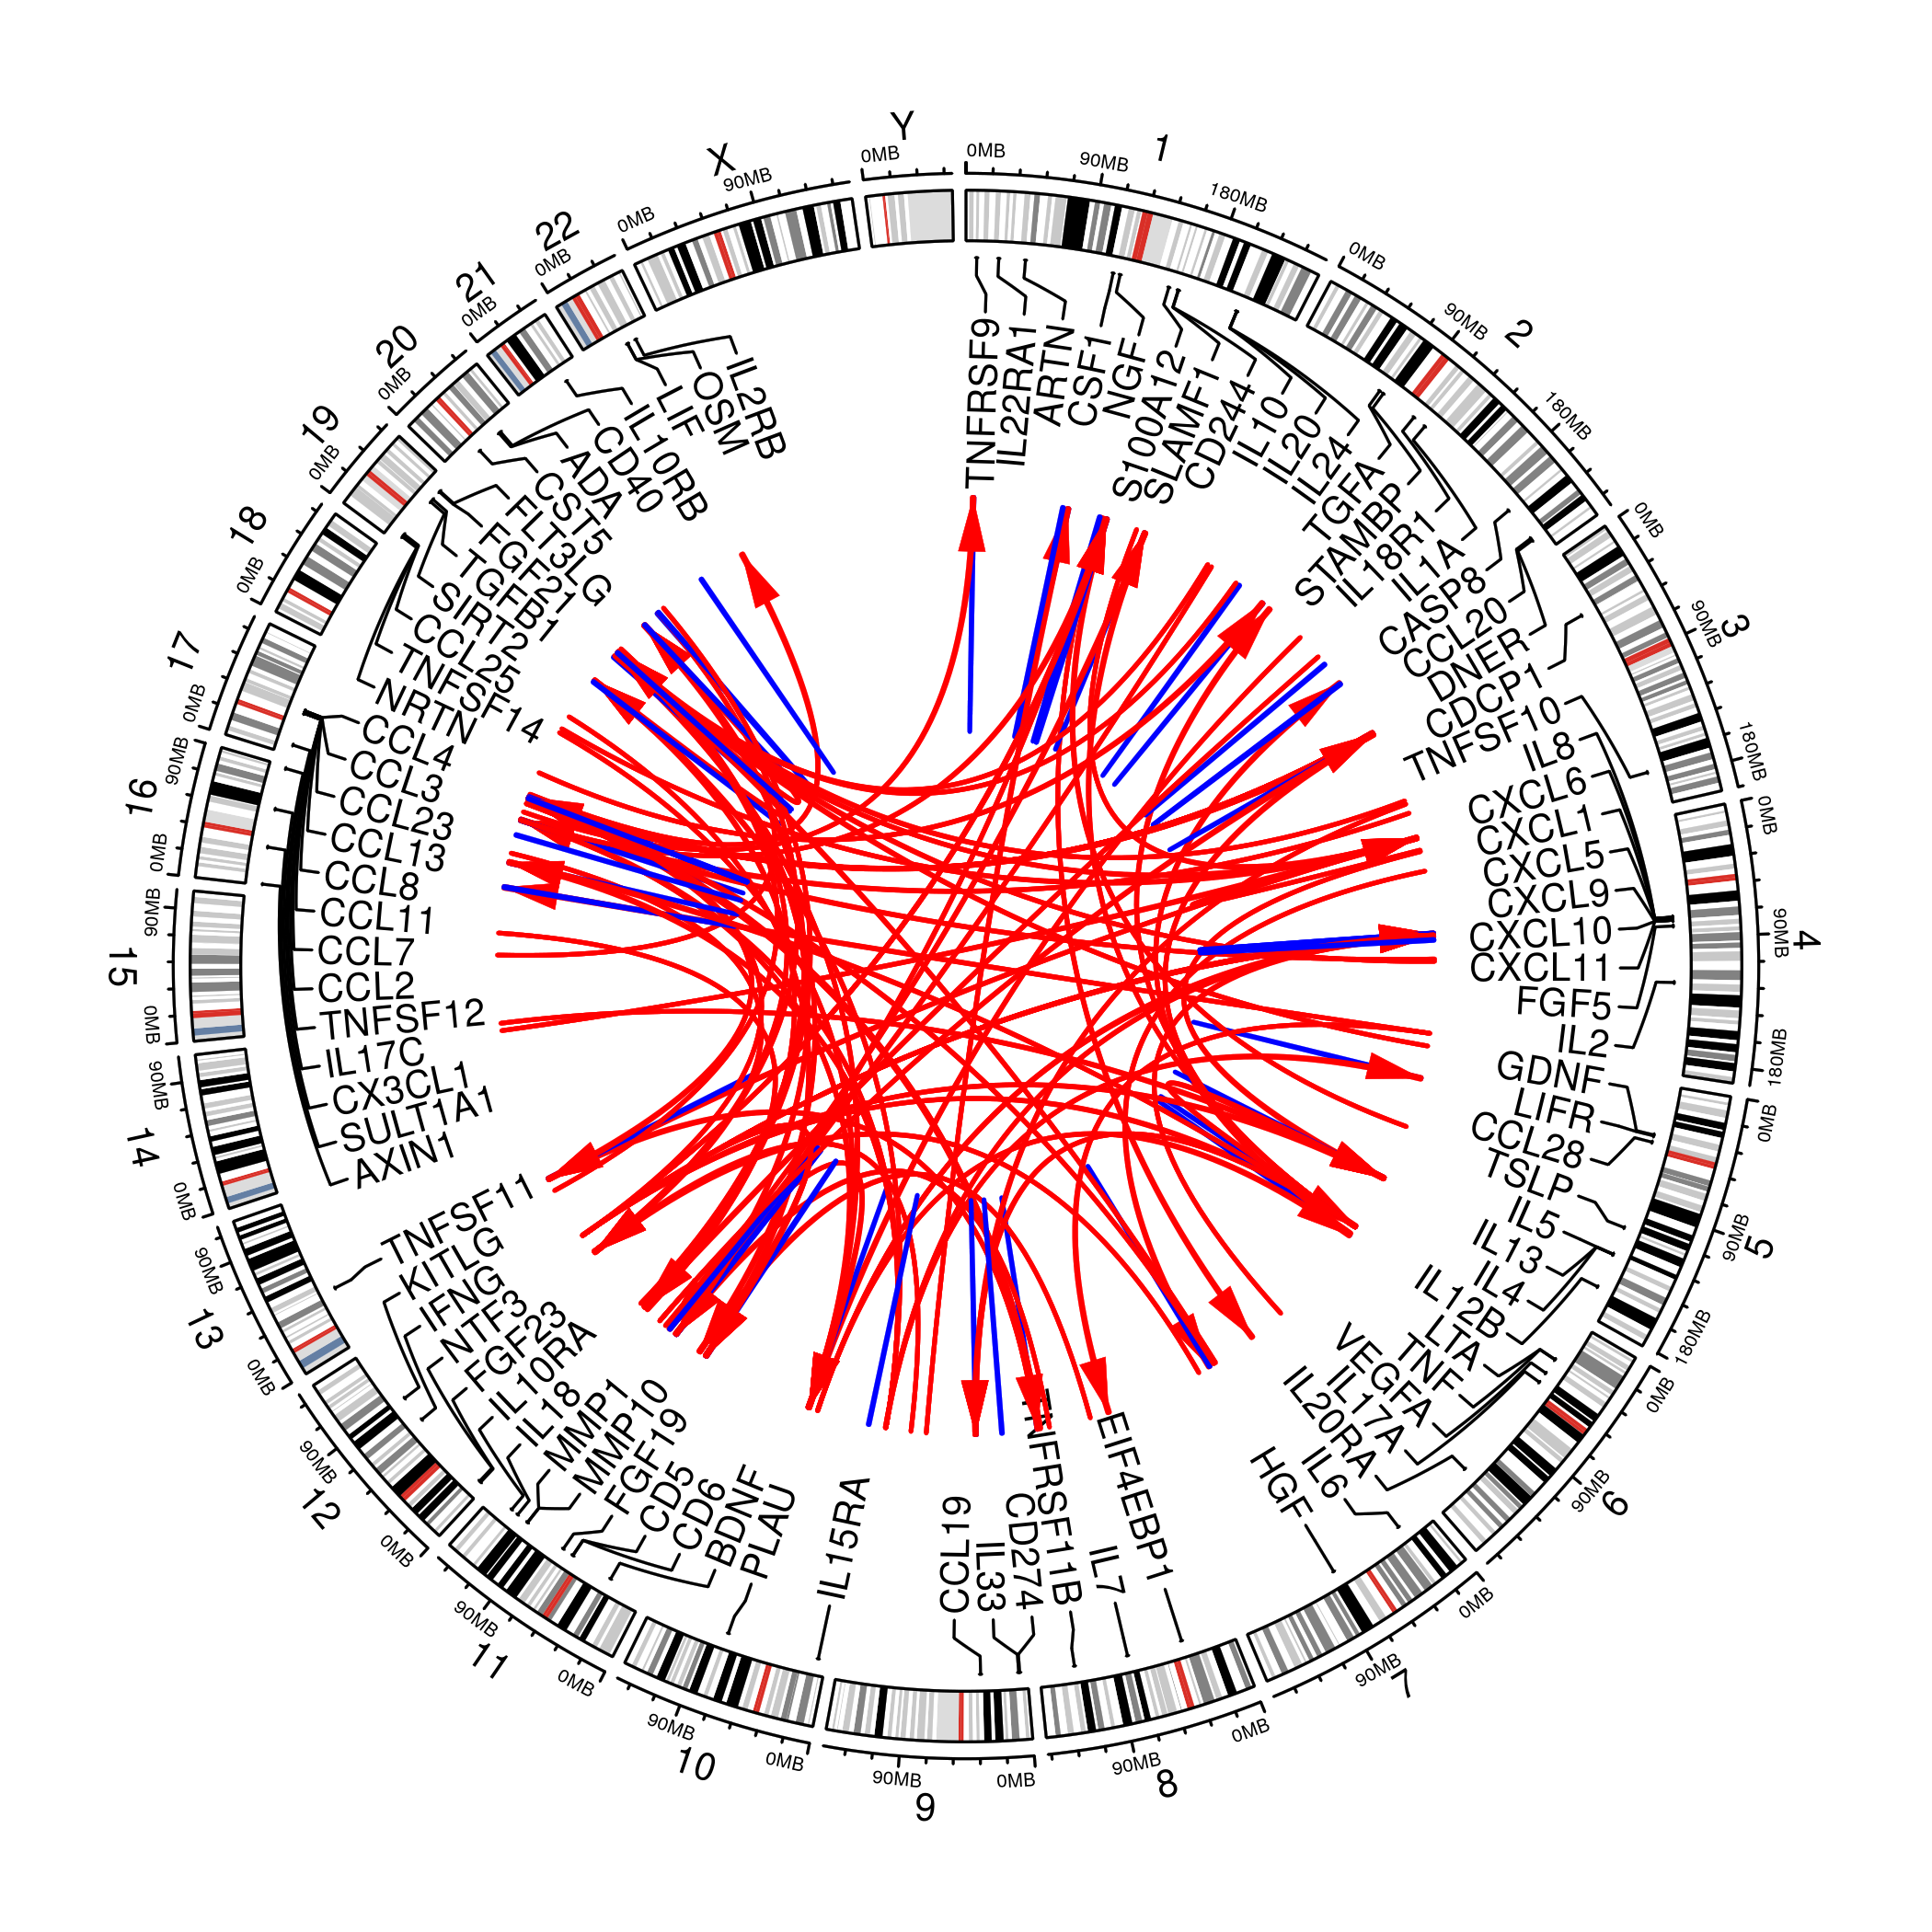 1
0MB
90MB
180MB
2
0MB
90MB
180MB
3
0MB
90MB
180MB
4
0MB
90MB
180MB
5
0MB
90MB
180MB
6
0MB
90MB
7
0MB
90MB
8
0MB
90MB
9
0MB
90MB
10
0MB
90MB
11
0MB
90MB
12
0MB
90MB
13
0MB
90MB
14
0MB
90MB
15
0MB
90MB
16
0MB
90MB
17
0MB
18
0MB
19
0MB
20
0MB
21
0MB
22
0MB
X
0MB
90MB
Y
0MB
TNFRSF9
IL22RA1
ARTN
CSF1
NGF
S100A12
SLAMF1
CD244
IL10
IL20
IL24
TGFA
STAMBP
IL18R1
IL1A
CASP8
CCL20
DNER
CDCP1
TNFSF10
IL8
CXCL6
CXCL1
CXCL5
CXCL9
CXCL10
CXCL11
FGF5
IL2
GDNF
LIFR
CCL28
TSLP
IL5
IL13
IL4
IL12B
LTA
TNF
VEGFA
IL17A
IL20RA
IL6
HGF
EIF4EBP1
IL7
TNFRSF11B
CD274
IL33
CCL19
IL15RA
PLAU
BDNF
CD6
CD5
FGF19
MMP10
MMP1
IL18
IL10RA
FGF23
NTF3
IFNG
KITLG
TNFSF11
AXIN1
SULT1A1
CX3CL1
IL17C
TNFSF12
CCL2
CCL7
CCL11
CCL8
CCL13
CCL23
CCL3
CCL4
NRTN
TNFSF14
CCL25
SIRT2
TGFB1
FGF21
FLT3LG
CST5
ADA
CD40
IL10RB
LIF
OSM
IL2RB